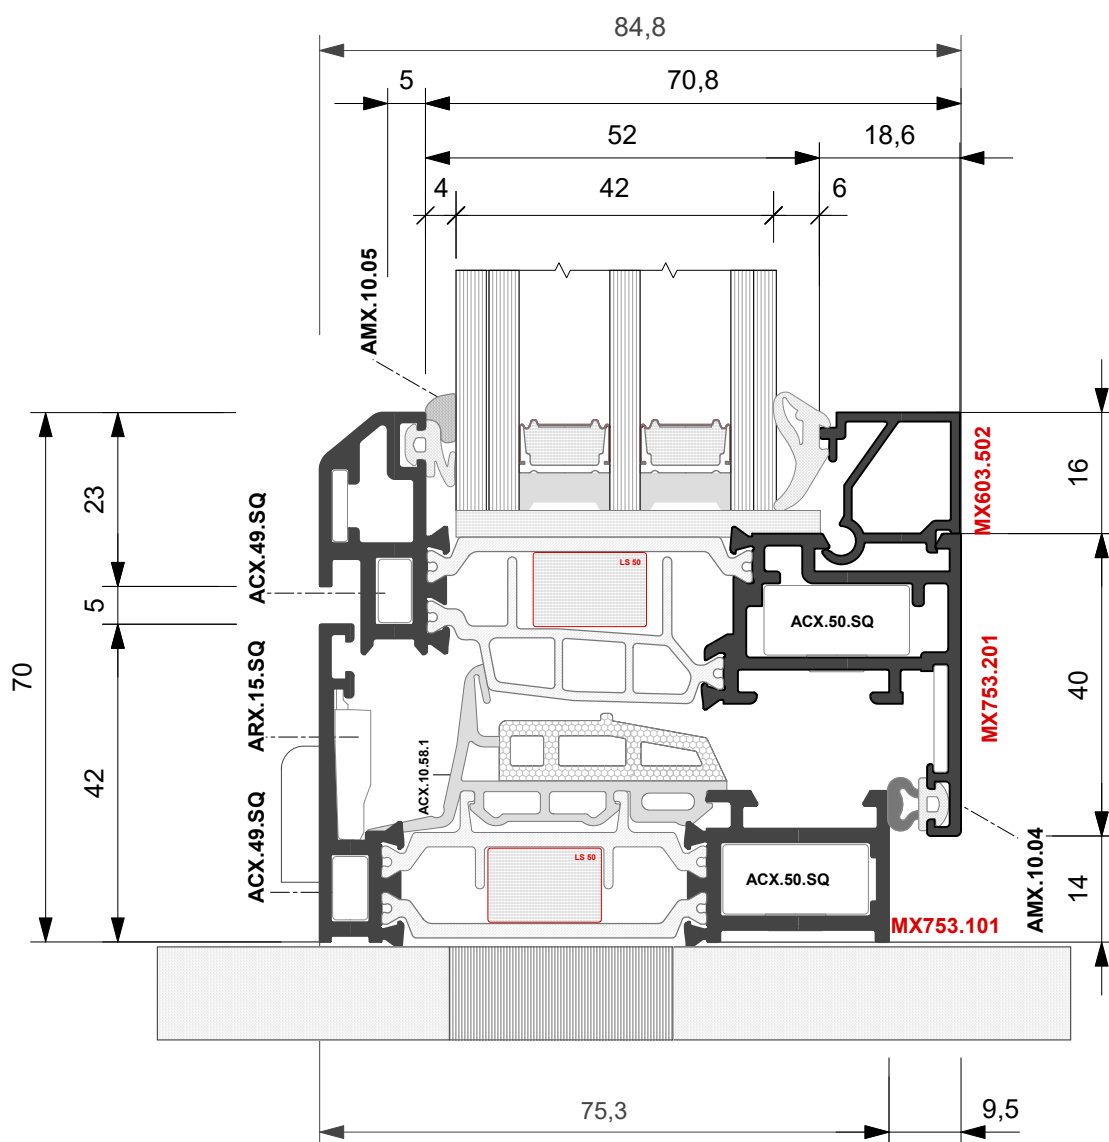 84,8
5
70,8
52
18,6
4
42
6
AMX.10.05
23
ACX.49.SQ
MX603.502
16
LS 50
5
ACX.50.SQ
70
ARX.15.SQ
MX753.201
40
42
ACX.10.58.1
ACX.49.SQ
LS 50
ACX.50.SQ
AMX.10.04
14
MX753.101
75,3
9,5